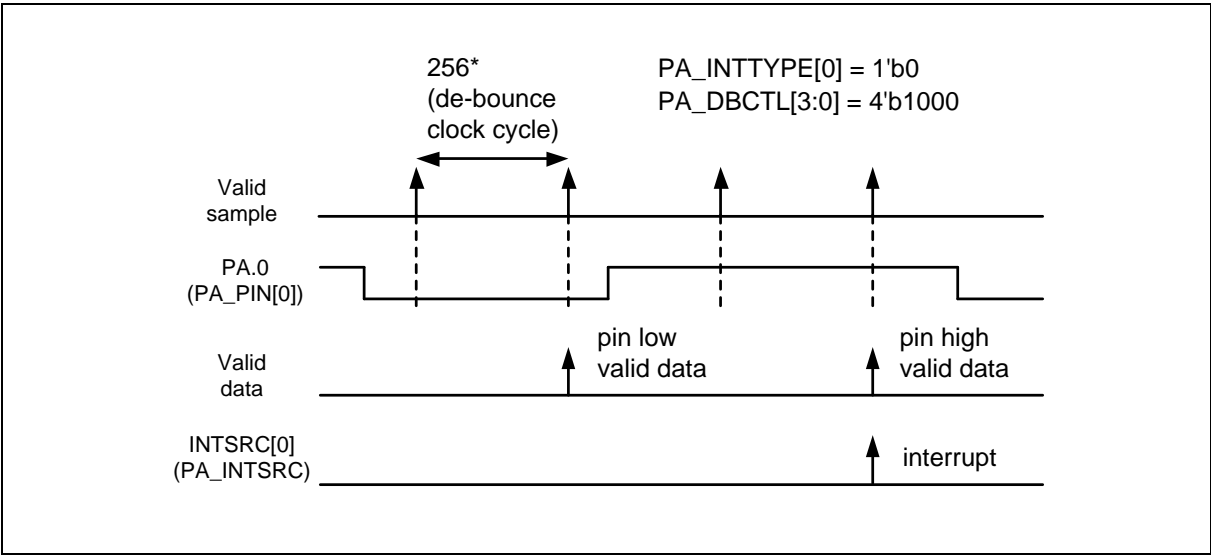 256*
(de-bounce
clock cycle)
PA_INTTYPE[0] = 1'b0
PA_DBCTL[3:0] = 4'b1000
Valid
sample
PA.0
(PA_PIN[0])
pin low
valid data
pin high
valid data
Valid
data
INTSRC[0]
(PA_INTSRC)
interrupt